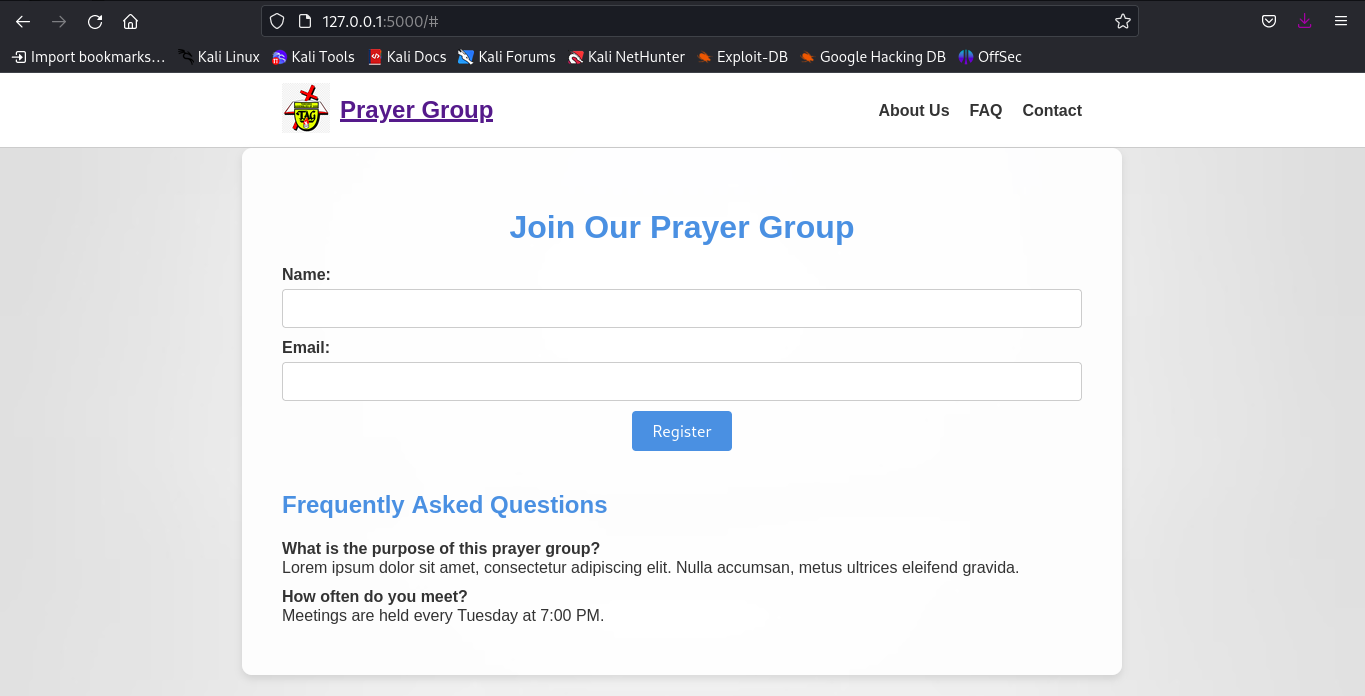 127.0.0.1:5000/#
Import bookmarks… Kali Linux Kali Tools Kali Docs Kali Forums Kali NetHunter Exploit-DB Google Hacking DB OffSec
TAG
Prayer Group About Us FAQ Contact
Join Our Prayer Group
Name:
Email:
Register
Frequently Asked Questions
What is the purpose of this prayer group?
Lorem ipsum dolor sit amet, consectetur adipiscing elit. Nulla accumsan, metus ultrices eleifend gravida.
How often do you meet?
Meetings are held every Tuesday at 7:00 PM.